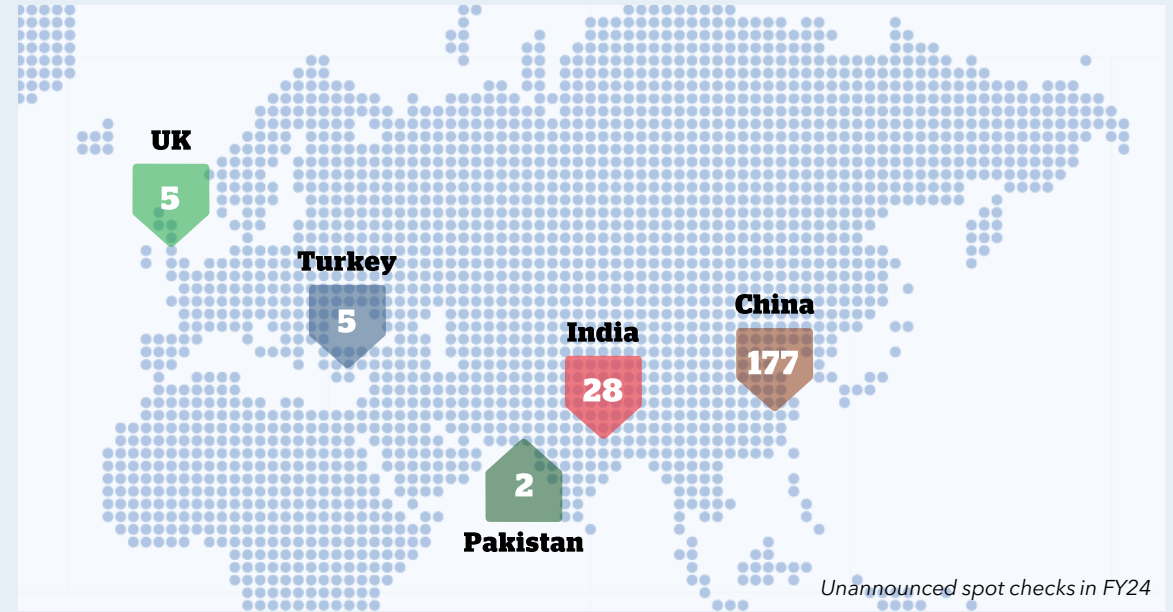 UK
5
Turkey
5
India
28
China
177
2
Pakistan
Unannounced spot checks in FY24